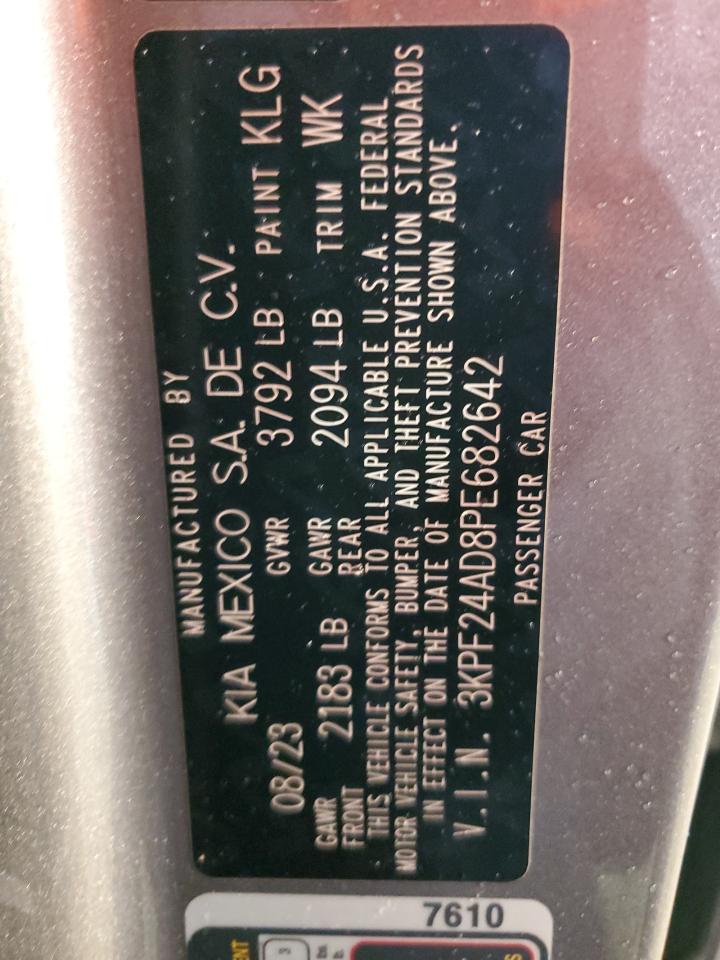 MANUFACTURED BY
KIA MEXICO S.A. DE C.V.
08/23 GVWR 3792 LB PAINT KLG
GAWR FRONT 2183 LB GAWR REAR 2094 LB TRIM WK
THIS VEHICLE CONFORMS TO ALL APPLICABLE U.S.A. FEDERAL
MOTOR VEHICLE SAFETY, BUMPER, AND THEFT PREVENTION STANDARDS
IN EFFECT ON THE DATE OF MANUFACTURE SHOWN ABOVE.
V.I.N. 3KPF24AD8PE682642
PASSENGER CAR
7610
3